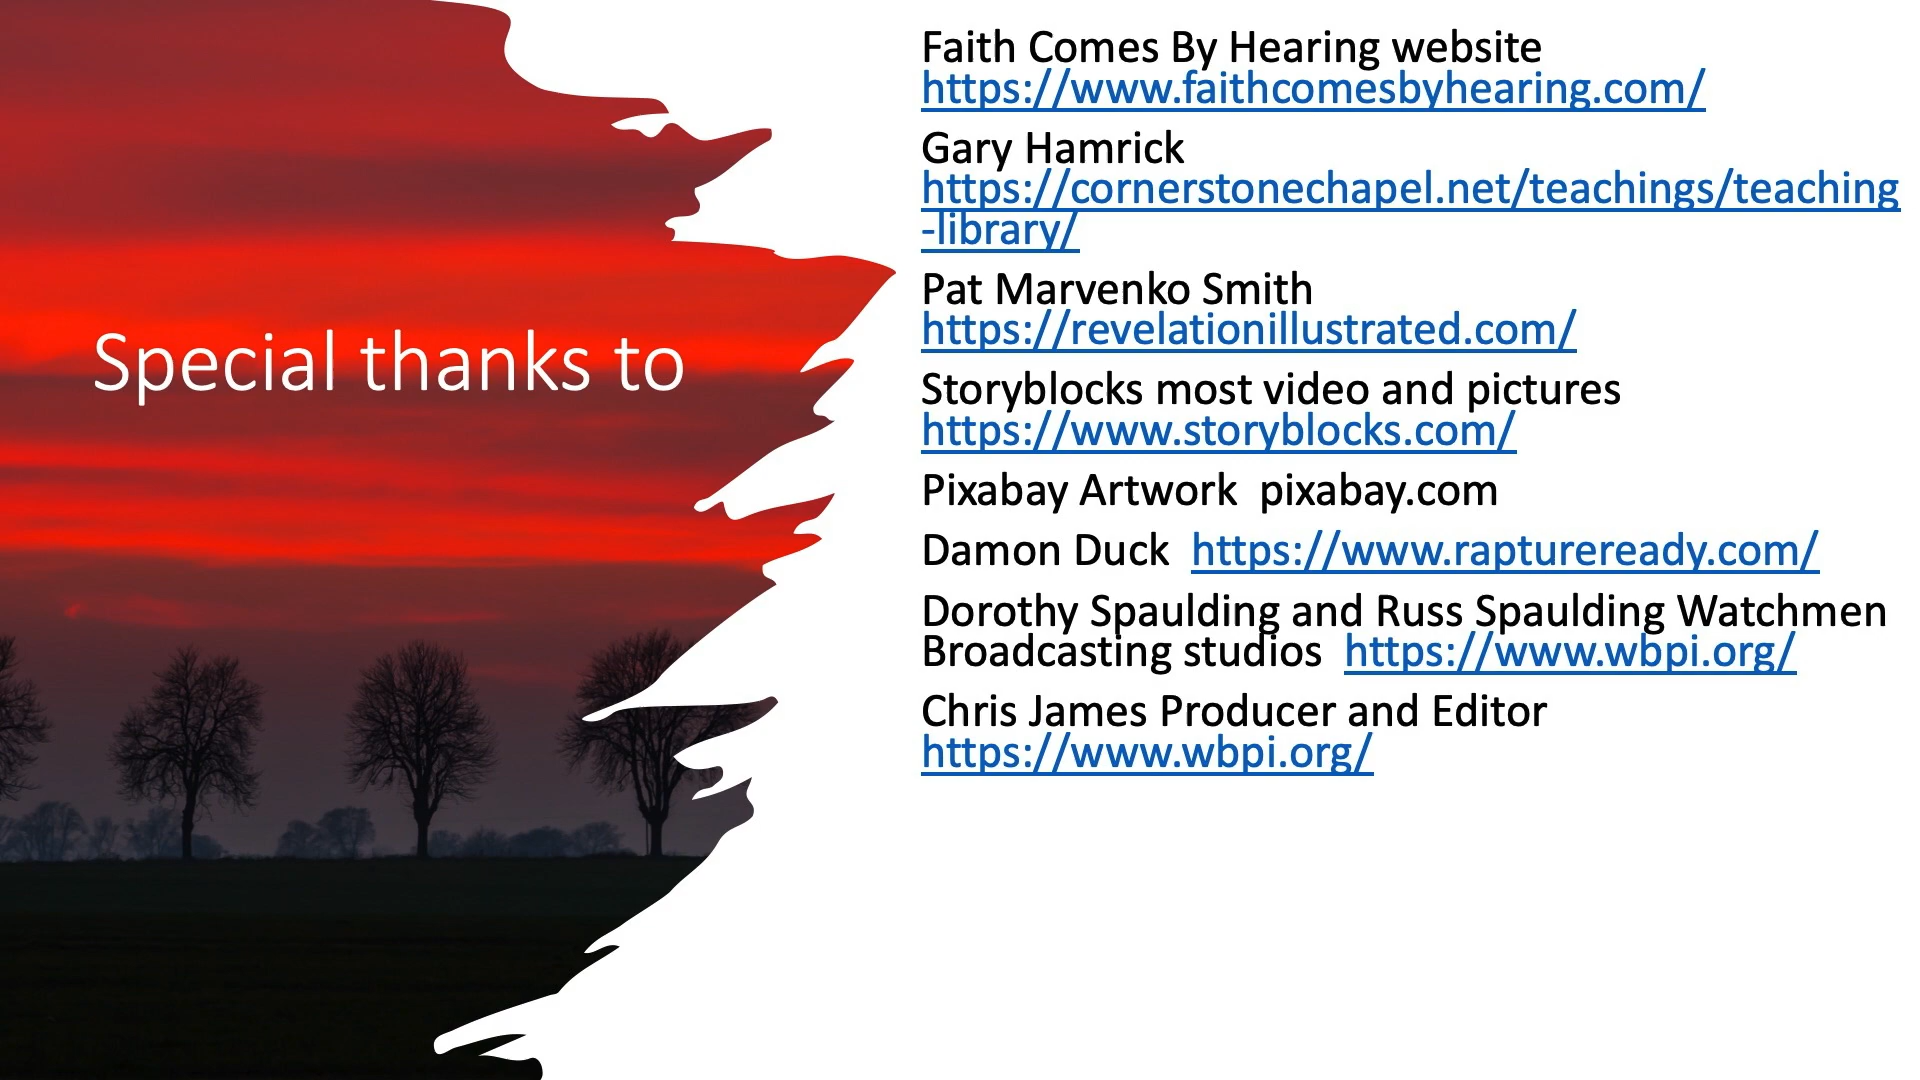 Special thanks to
Faith Comes By Hearing website
https://www.faithcomesbyhearing.com/
Gary Hamrick
https://cornerstonechapel.net/teachings/teaching
-library/
Pat Marvenko Smith
https://revelationillustrated.com/
Storyblocks most video and pictures
https://www.storyblocks.com/
Pixabay Artwork  pixabay.com
Damon Duck  https://www.raptureready.com/
Dorothy Spaulding and Russ Spaulding Watchmen
Broadcasting studios  https://www.wbpi.org/
Chris James Producer and Editor
https://www.wbpi.org/